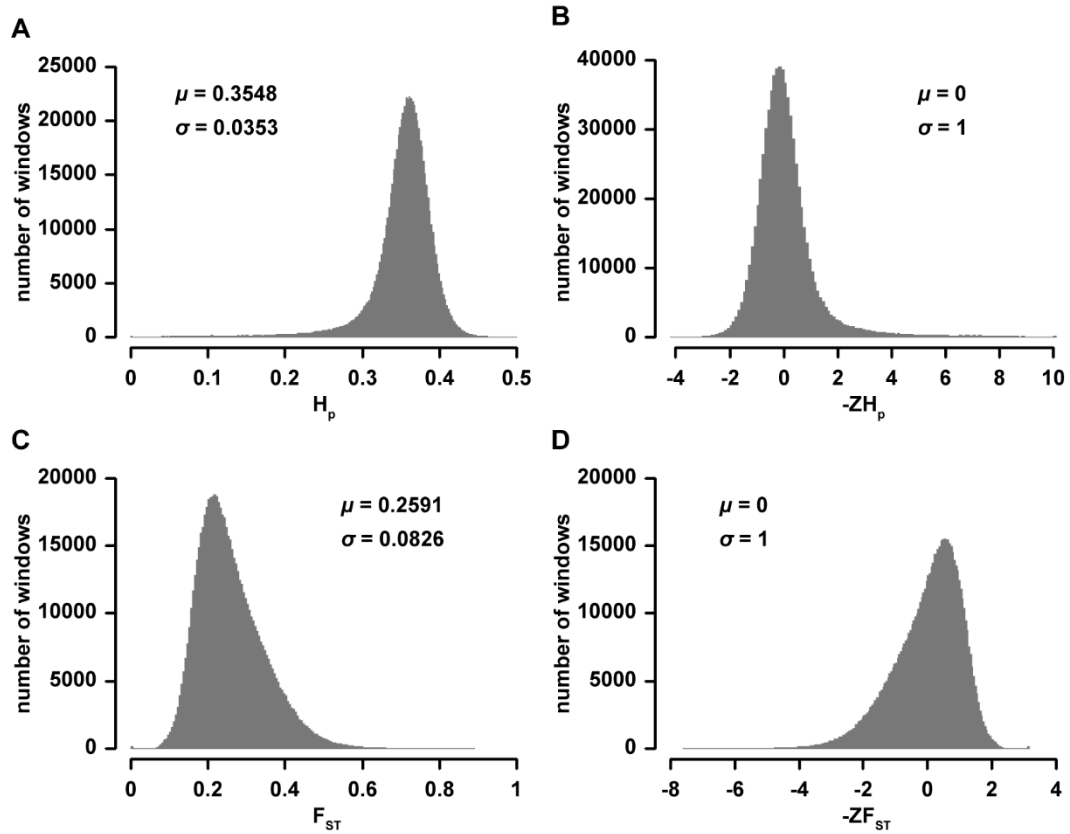 A
number of windows
25000
20000
15000
10000
5000
0
μ = 0.3548
σ = 0.0353
0 0.1 0.2 0.3 0.4 0.5
Hp
B
number of windows
40000
30000
20000
10000
0
μ = 0
σ = 1
-4 -2 0 2 4 6 8 10
-ZHp
C
number of windows
20000
15000
10000
5000
0
μ = 0.2591
σ = 0.0826
0 0.2 0.4 0.6 0.8 1
FST
D
number of windows
20000
15000
10000
5000
0
μ = 0
σ = 1
-8 -6 -4 -2 0 2 4
-ZFST